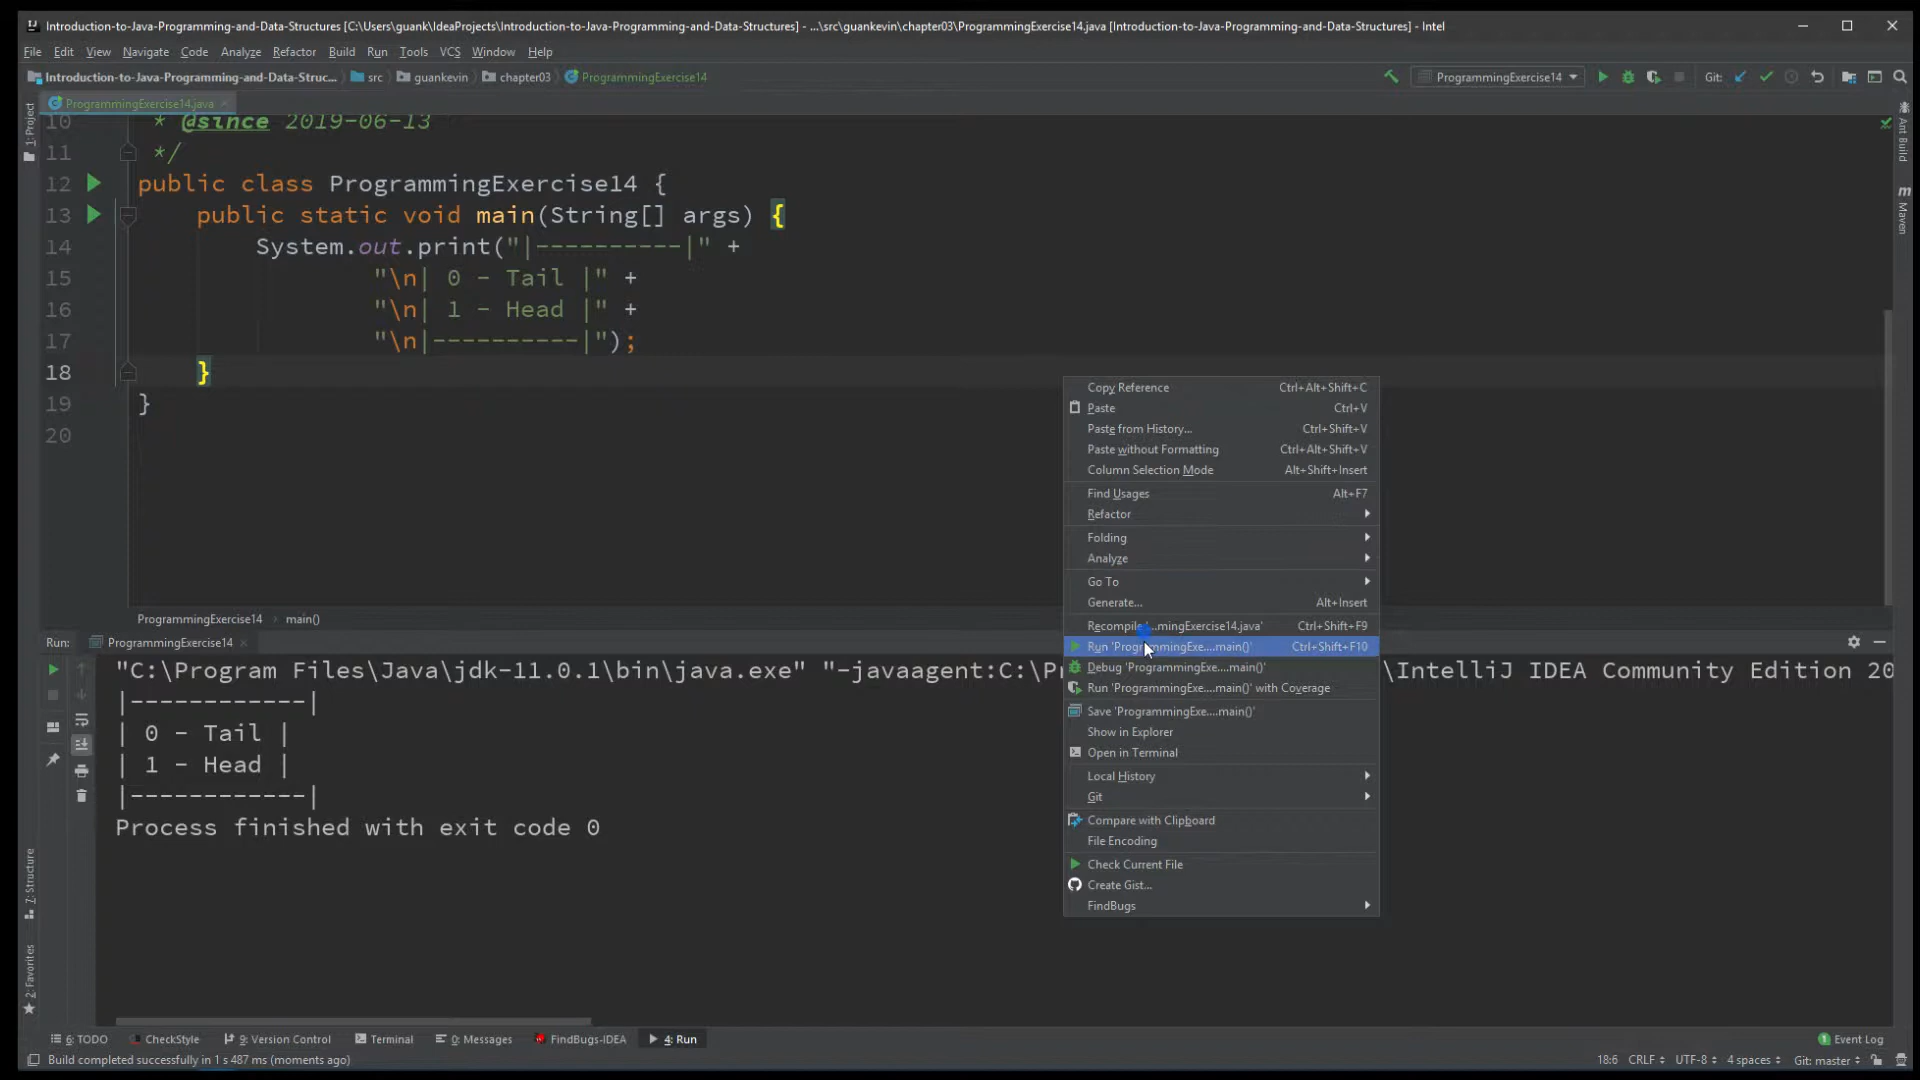 Introduction-to-Java-Programming-and-Data-Structures [C:\Users\guank\IdeaProjects\Introduction-to-Java-Programming-and-Data-Structures] - ...\src\guankevin\chapter03\ProgrammingExercise14.java [Introduction-to-Java-Programming-and-Data-Structures] - Intel
File Edit View Navigate Code Analyze Refactor Build Run Tools VCS Window Help
Introduction-to-Java-Programming-and-Data-Struc... src guankevin chapter03 ProgrammingExercise14 ProgrammingExercise14 Git:
ProgrammingExercise14.java
1: Project
Ant Build
Maven
10 * @since 2019-06-13
11 */
12 public class ProgrammingExercise14 {
13 public static void main(String[] args) {
14 System.out.print("|----------|" +
15 "\n| 0 - Tail |" +
16 "\n| 1 - Head |" +
17 "\n|----------|");
18 }
19 }
20
Copy Reference Ctrl+Alt+Shift+C
Paste Ctrl+V
Paste from History... Ctrl+Shift+V
Paste without Formatting Ctrl+Alt+Shift+V
Column Selection Mode Alt+Shift+Insert
Find Usages Alt+F7
Refactor
Folding
Analyze
Go To
Generate... Alt+Insert
Recompile '...mingExercise14.java' Ctrl+Shift+F9
Run 'ProgrammingExe....main()' Ctrl+Shift+F10
Debug 'ProgrammingExe....main()'
Run 'ProgrammingExe....main()' with Coverage
Save 'ProgrammingExe....main()'
Show in Explorer
Open in Terminal
Local History
Git
Compare with Clipboard
File Encoding
Check Current File
Create Gist...
FindBugs
ProgrammingExercise14 main()
Run: ProgrammingExercise14
"C:\Program Files\Java\jdk-11.0.1\bin\java.exe" "-javaagent:C:\P \IntelliJ IDEA Community Edition 20
|------------|
| 0 - Tail |
| 1 - Head |
|------------|
Process finished with exit code 0
7: Structure
2: Favorites
6: TODO CheckStyle 9: Version Control Terminal 0: Messages FindBugs-IDEA 4: Run Event Log
Build completed successfully in 1 s 487 ms (moments ago) 18:6 CRLF UTF-8 4 spaces Git: master